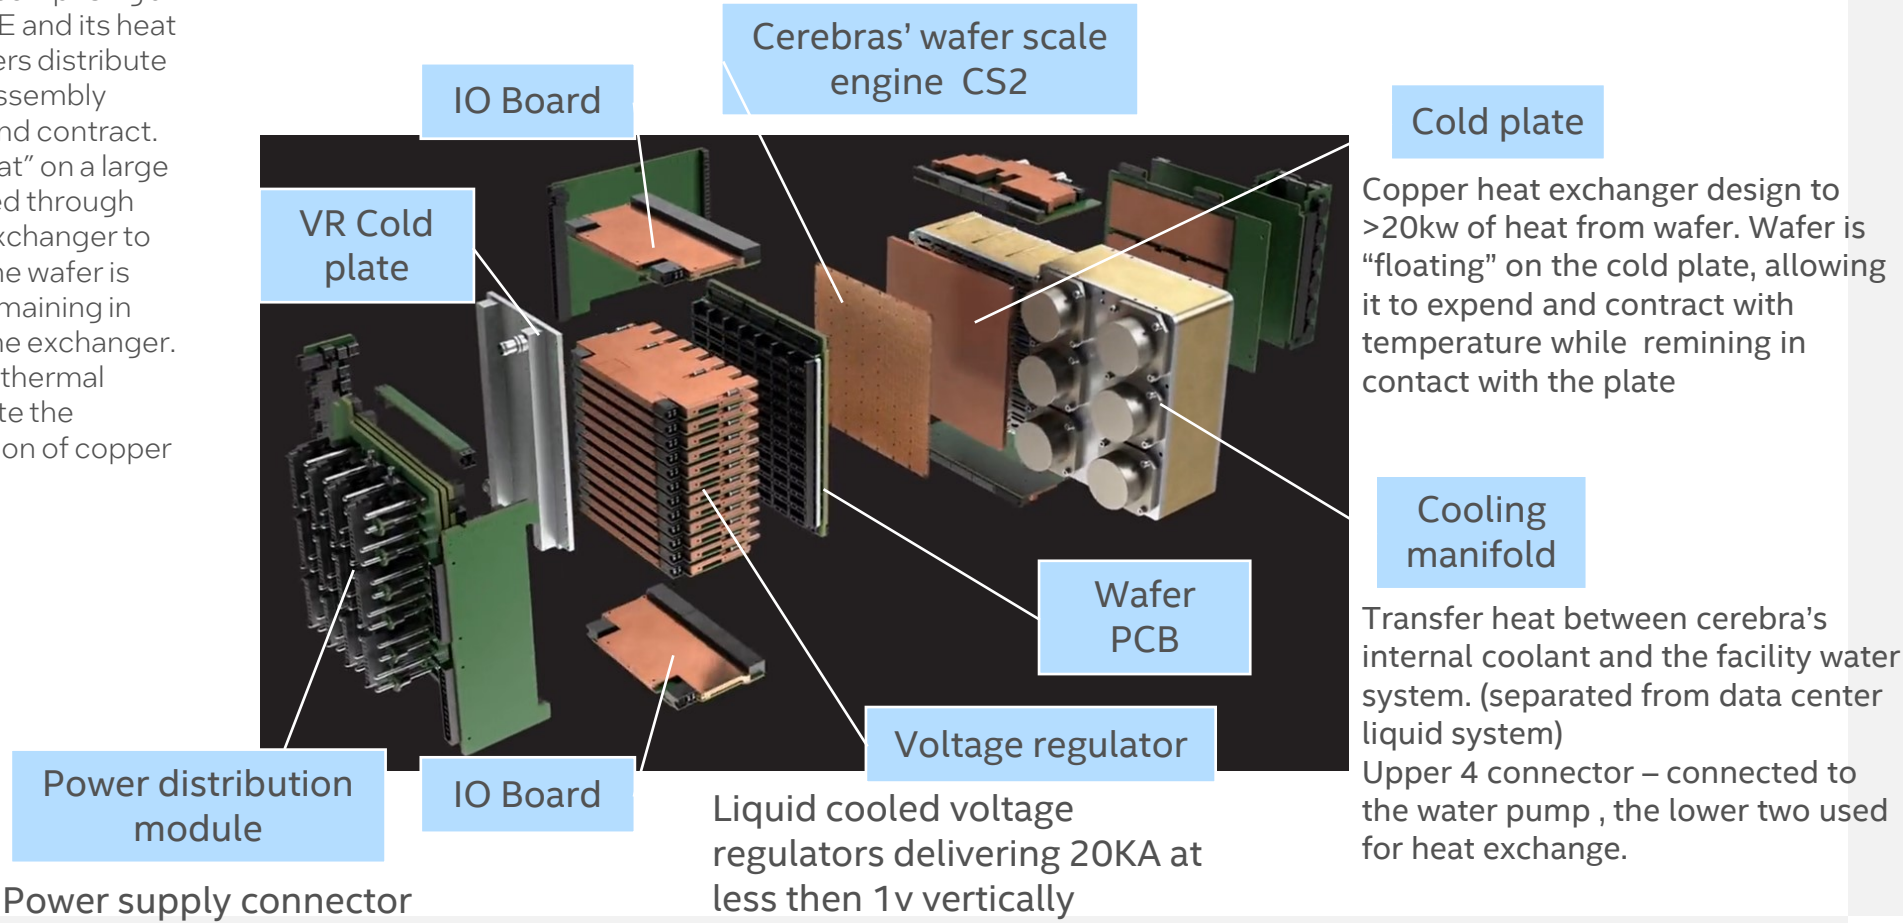 E and its heat
ers distribute
ssembly
nd contract.
at” on a large
ed through
xchanger to
ne wafer is
maining in
he exchanger.
thermal
te the
ion of copper
Cerebras’ wafer scale
engine CS2
IO Board
Cold plate
VR Cold
plate
Copper heat exchanger design to
>20kw of heat from wafer. Wafer is
“floating” on the cold plate, allowing
it to expend and contract with
temperature while remining in
contact with the plate
Cooling
manifold
Wafer
PCB
Transfer heat between cerebra’s
internal coolant and the facility water
system. (separated from data center
liquid system)
Upper 4 connector – connected to
the water pump , the lower two used
for heat exchange.
Voltage regulator
Power distribution
module
IO Board
Liquid cooled voltage
regulators delivering 20KA at
less then 1v vertically
Power supply connector